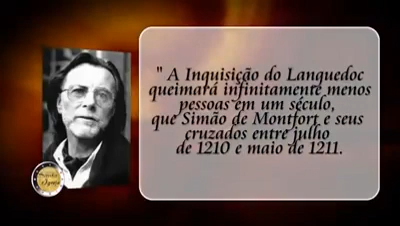 " A Inquisição do Languedoc
queimará infinitamente menos
pessoas em um século,
que Simão de Montfort e seus
cruzados entre julho
de 1210 e maio de 1211.